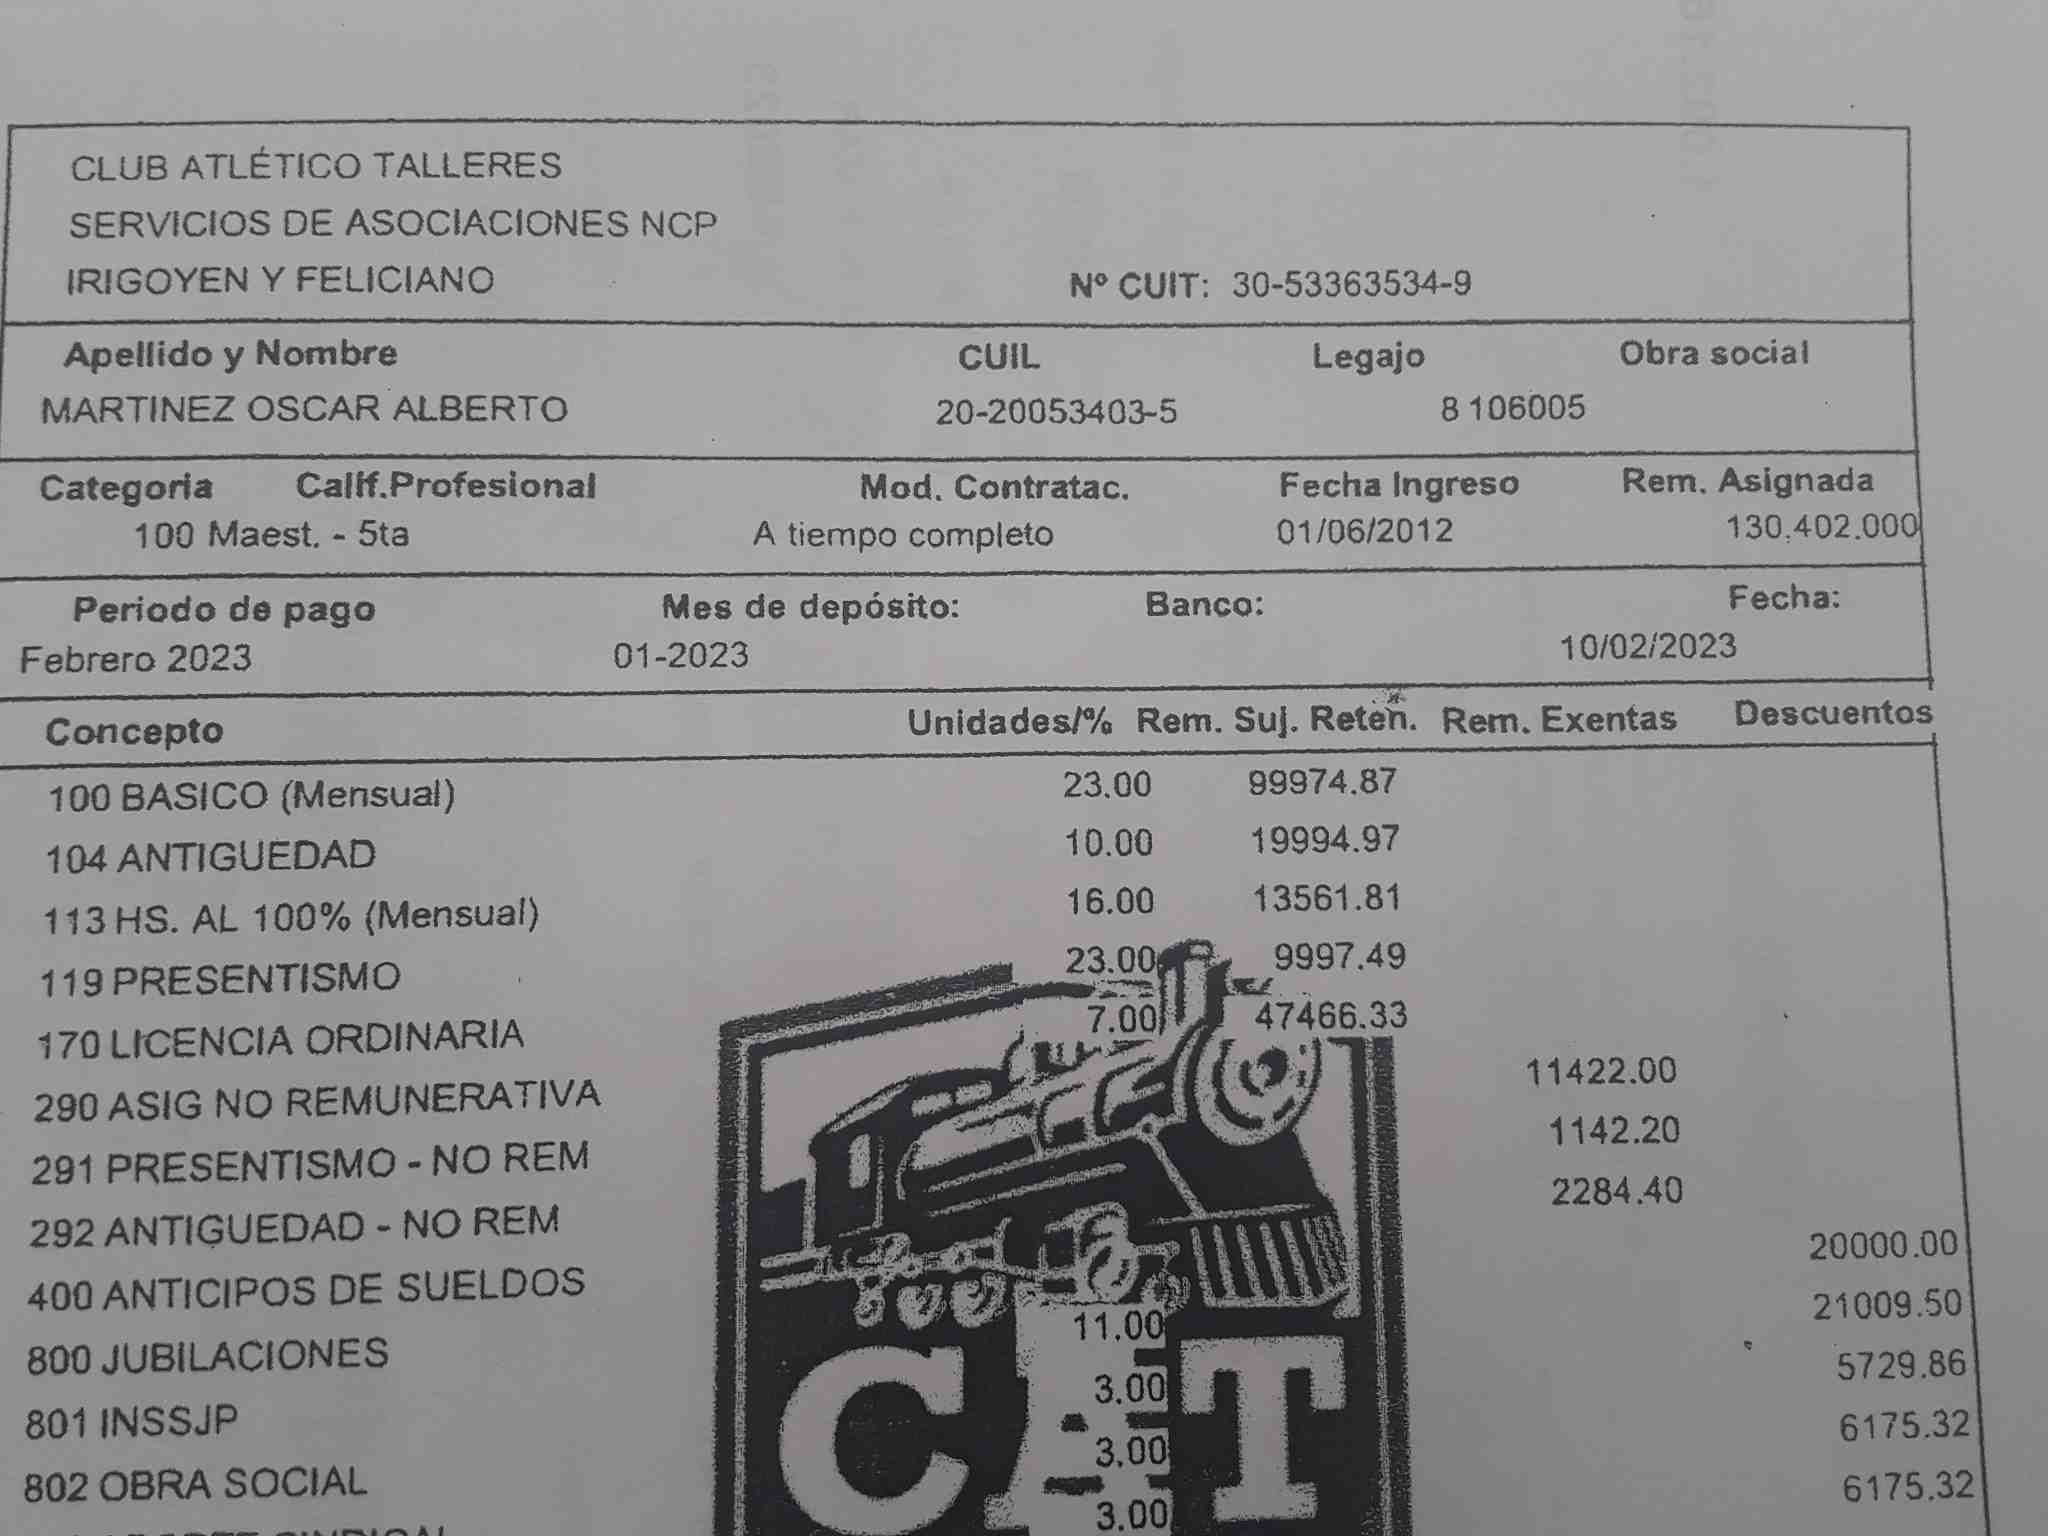 CLUB ATLÉTICO TALLERES
SERVICIOS DE ASOCIACIONES NCP
IRIGOYEN Y FELICIANO Nº CUIT: 30-53363534-9
Apellido y Nombre CUIL Legajo Obra social
MARTINEZ OSCAR ALBERTO 20-20053403-5 8 106005
Categoria Calif.Profesional Mod. Contratac. Fecha Ingreso Rem. Asignada
100 Maest. - 5ta A tiempo completo 01/06/2012 130.402.000
Periodo de pago Mes de depósito: Banco: Fecha:
Febrero 2023 01-2023 10/02/2023
Concepto Unidades/% Rem. Suj. Reten. Rem. Exentas Descuentos
100 BASICO (Mensual) 23.00 99974.87
104 ANTIGUEDAD 10.00 19994.97
113 HS. AL 100% (Mensual) 16.00 13561.81
119 PRESENTISMO 23.00 9997.49
170 LICENCIA ORDINARIA 7.00 47466.33
290 ASIG NO REMUNERATIVA 11422.00
291 PRESENTISMO - NO REM 1142.20
292 ANTIGUEDAD - NO REM 2284.40
400 ANTICIPOS DE SUELDOS 20000.00
800 JUBILACIONES 11.00 21009.50
801 INSSJP 3.00 5729.86
802 OBRA SOCIAL 3.00 6175.32
3.00 6175.32
CAT